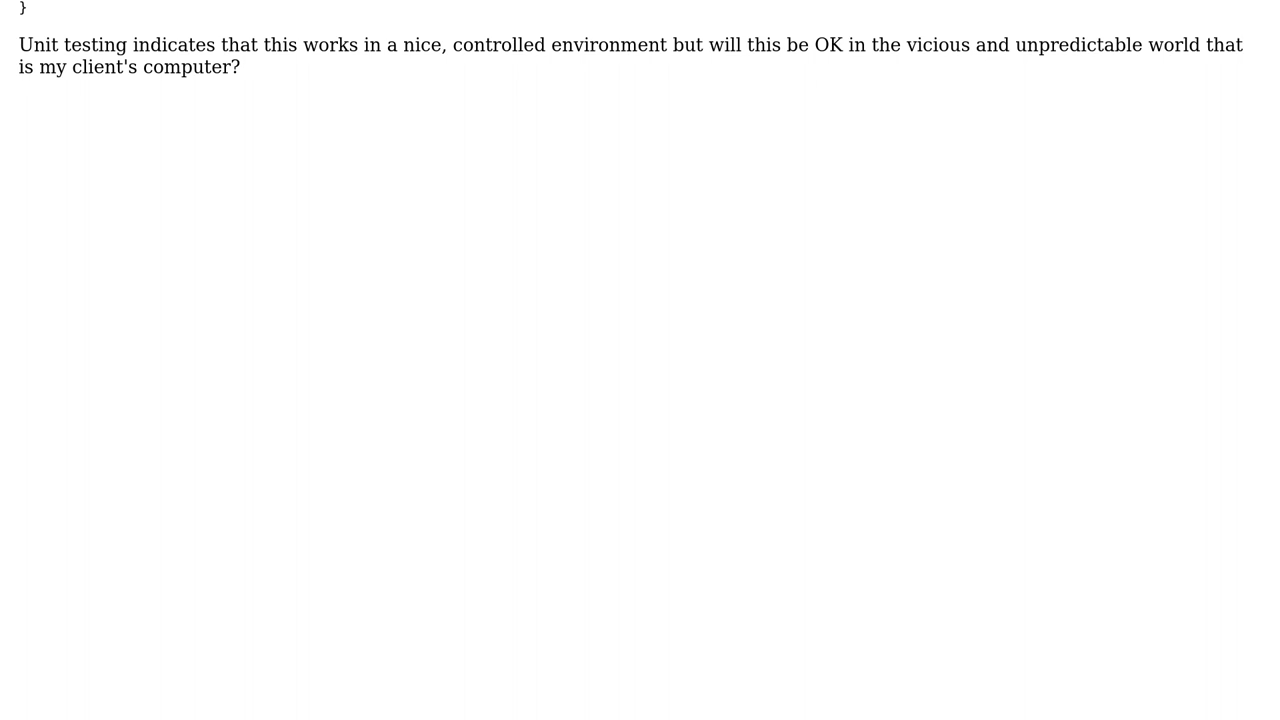 }
Unit testing indicates that this works in a nice, controlled environment but will this be OK in the vicious and unpredictable world that
is my client's computer?